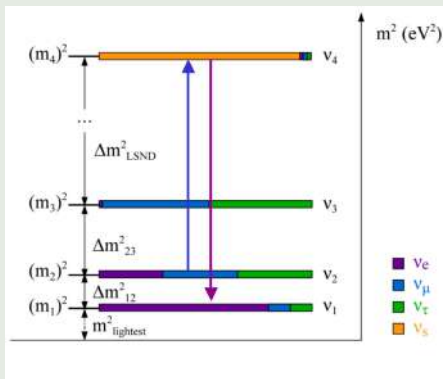 (m₄)² ν₄ m² (eV²)
...
Δm²LSND
(m₃)² ν₃
Δm²₂₃
(m₂)² ν₂
Δm²₁₂
(m₁)² ν₁
m²lightest
νe
νμ
ντ
νs